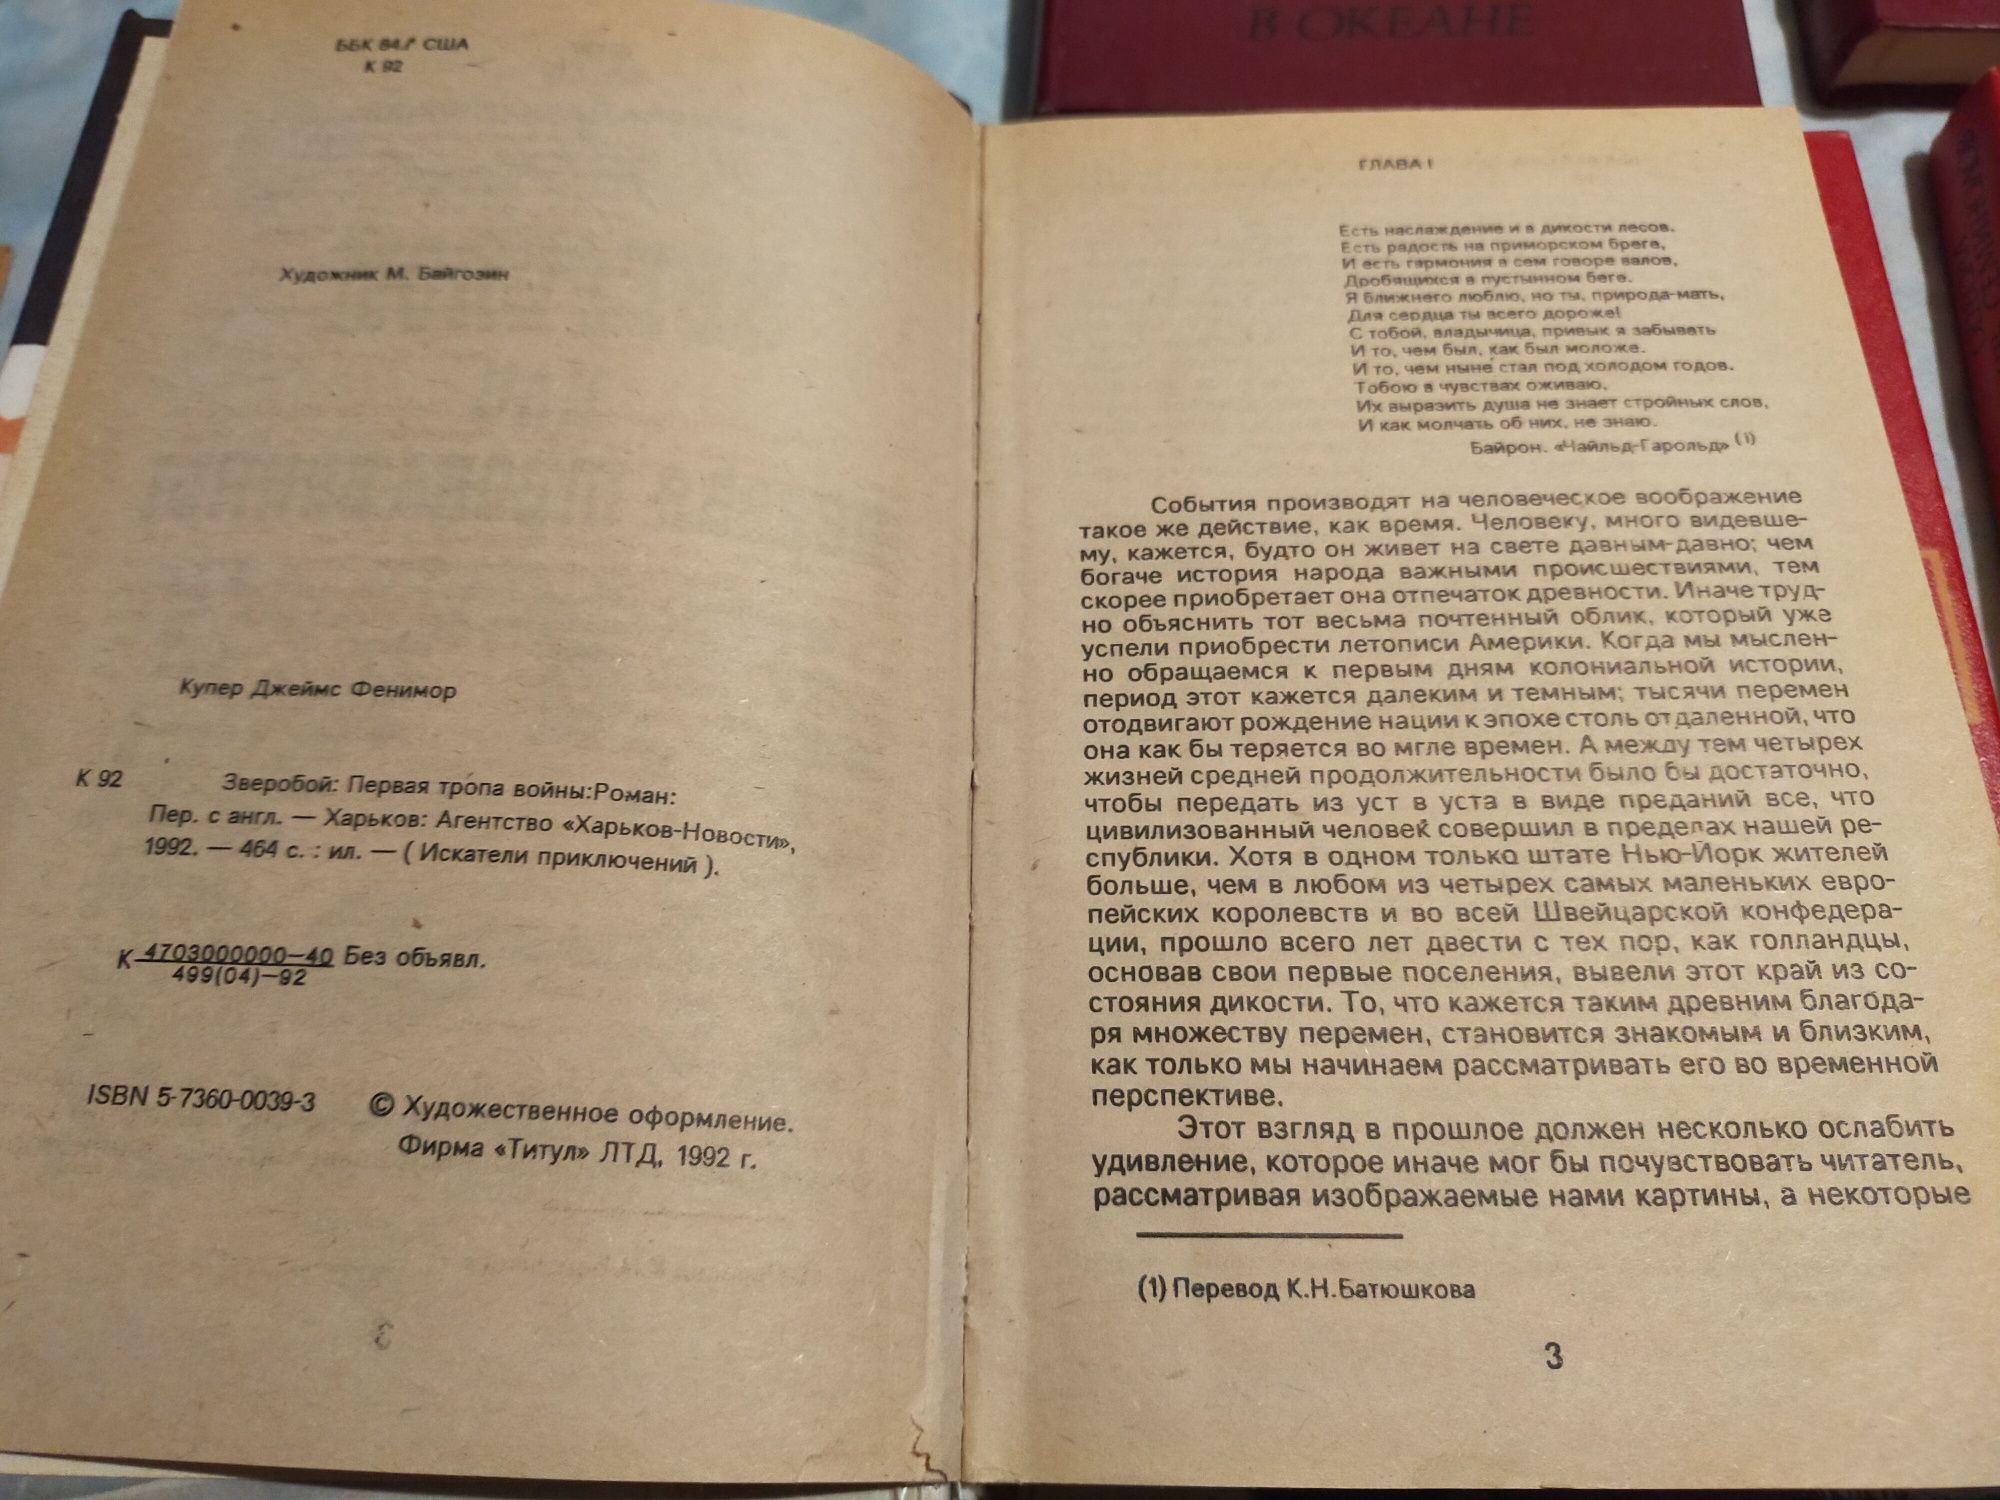 В ОКЕАНЕ
ББК 84.7 США
К 92
Художник М. Байгозин
Купер Джеймс Фенимор
К 92 Зверобой: Первая тропа войны:Роман:
Пер. с англ. — Харьков: Агентство «Харьков-Новости»,
1992. — 464 с. : ил. — ( Искатели приключений ).
К 4703000000—40 Без объявл.
499(04)—92
ISBN 5-7360-0039-3 © Художественное оформление.
Фирма «Титул» ЛТД, 1992 г.
ГЛАВА I
Есть наслаждение и в дикости лесов.
Есть радость на приморском бреге,
И есть гармония в сем говоре валов,
Дробящихся в пустынном беге.
Я ближнего люблю, но ты, природа-мать,
Для сердца ты всего дороже!
С тобой, владычица, привык я забывать
И то, чем был, как был моложе.
И то, чем ныне стал под холодом годов.
Тобою в чувствах оживаю,
Их выразить душа не знает стройных слов,
И как молчать об них, не знаю.
Байрон. «Чайльд-Гарольд» (1)
События производят на человеческое воображение
такое же действие, как время. Человеку, много видевше-
му, кажется, будто он живет на свете давным-давно; чем
богаче история народа важными происшествиями, тем
скорее приобретает она отпечаток древности. Иначе труд-
но объяснить тот весьма почтенный облик, который уже
успели приобрести летописи Америки. Когда мы мыслен-
но обращаемся к первым дням колониальной истории,
период этот кажется далеким и темным; тысячи перемен
отодвигают рождение нации к эпохе столь отдаленной, что
она как бы теряется во мгле времен. А между тем четырех
жизней средней продолжительности было бы достаточно,
чтобы передать из уст в уста в виде преданий все, что
цивилизованный человек совершил в пределах нашей ре-
спублики. Хотя в одном только штате Нью-Йорк жителей
больше, чем в любом из четырех самых маленьких евро-
пейских королевств и во всей Швейцарской конфедера-
ции, прошло всего лет двести с тех пор, как голландцы,
основав свои первые поселения, вывели этот край из со-
стояния дикости. То, что кажется таким древним благода-
ря множеству перемен, становится знакомым и близким,
как только мы начинаем рассматривать его во временной
перспективе.
Этот взгляд в прошлое должен несколько ослабить
удивление, которое иначе мог бы почувствовать читатель,
рассматривая изображаемые нами картины, а некоторые
(1) Перевод К.Н.Батюшкова
3